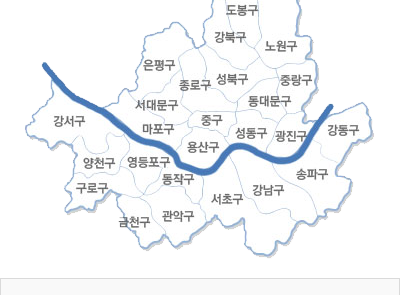 도봉구
강북구
노원구
은평구
종로구
성북구
중랑구
서대문구
동대문구
강서구
마포구
중구
성동구
광진구
강동구
용산구
양천구
영등포구
동작구
송파구
구로구
강남구
서초구
금천구
관악구